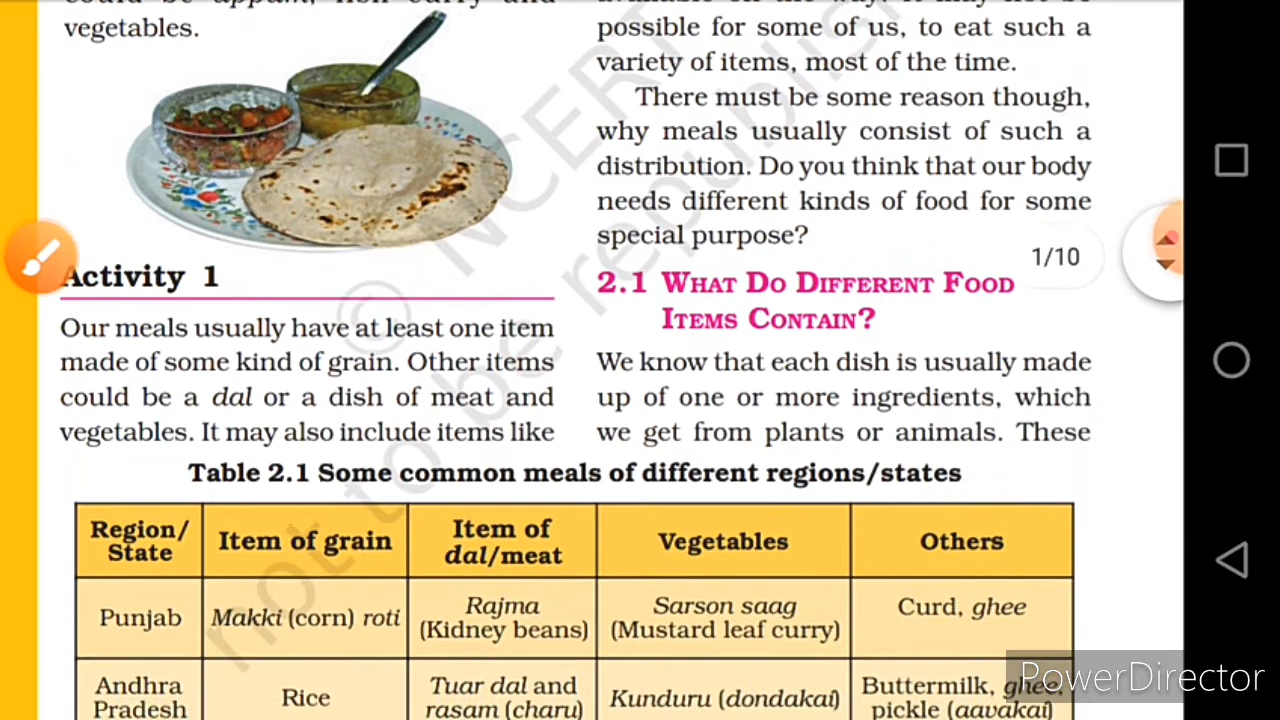 vegetables.
Activity 1
Our meals usually have at least one item
made of some kind of grain. Other items
could be a dal or a dish of meat and
vegetables. It may also include items like
possible for some of us, to eat such a
variety of items, most of the time.
There must be some reason though,
why meals usually consist of such a
distribution. Do you think that our body
needs different kinds of food for some
special purpose?
1/10
2.1 WHAT DO DIFFERENT FOOD
ITEMS CONTAIN?
We know that each dish is usually made
up of one or more ingredients, which
we get from plants or animals. These
Table 2.1 Some common meals of different regions/states
Region/
State
Item of grain
Item of
dal/meat
Vegetables
Others
Punjab
Makki (corn) roti
Rajma
(Kidney beans)
Sarson saag
(Mustard leaf curry)
Curd, ghee
Andhra
Pradesh
Rice
Tuar dal and
rasam (charu)
Kunduru (dondakai)
Buttermilk, ghee,
pickle (aavakai)
© NCERT
not to be republish
PowerDirector